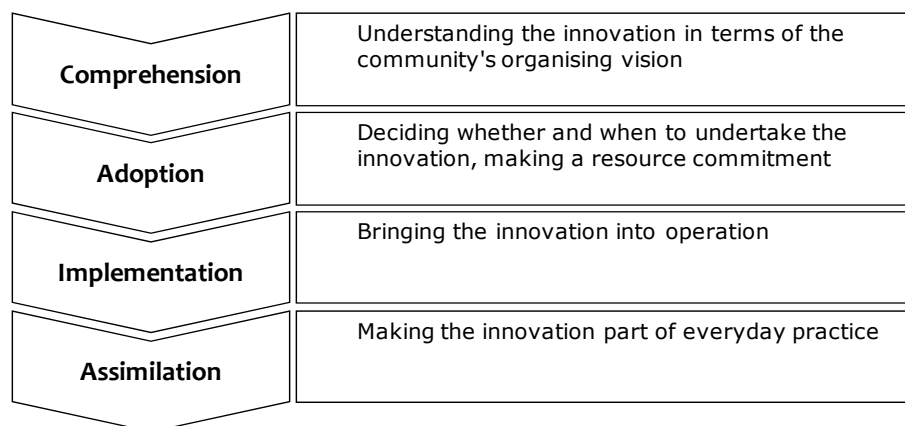 Comprehension
Understanding the innovation in terms of the
community's organising vision
Adoption
Deciding whether and when to undertake the
innovation, making a resource commitment
Implementation
Bringing the innovation into operation
Assimilation
Making the innovation part of everyday practice